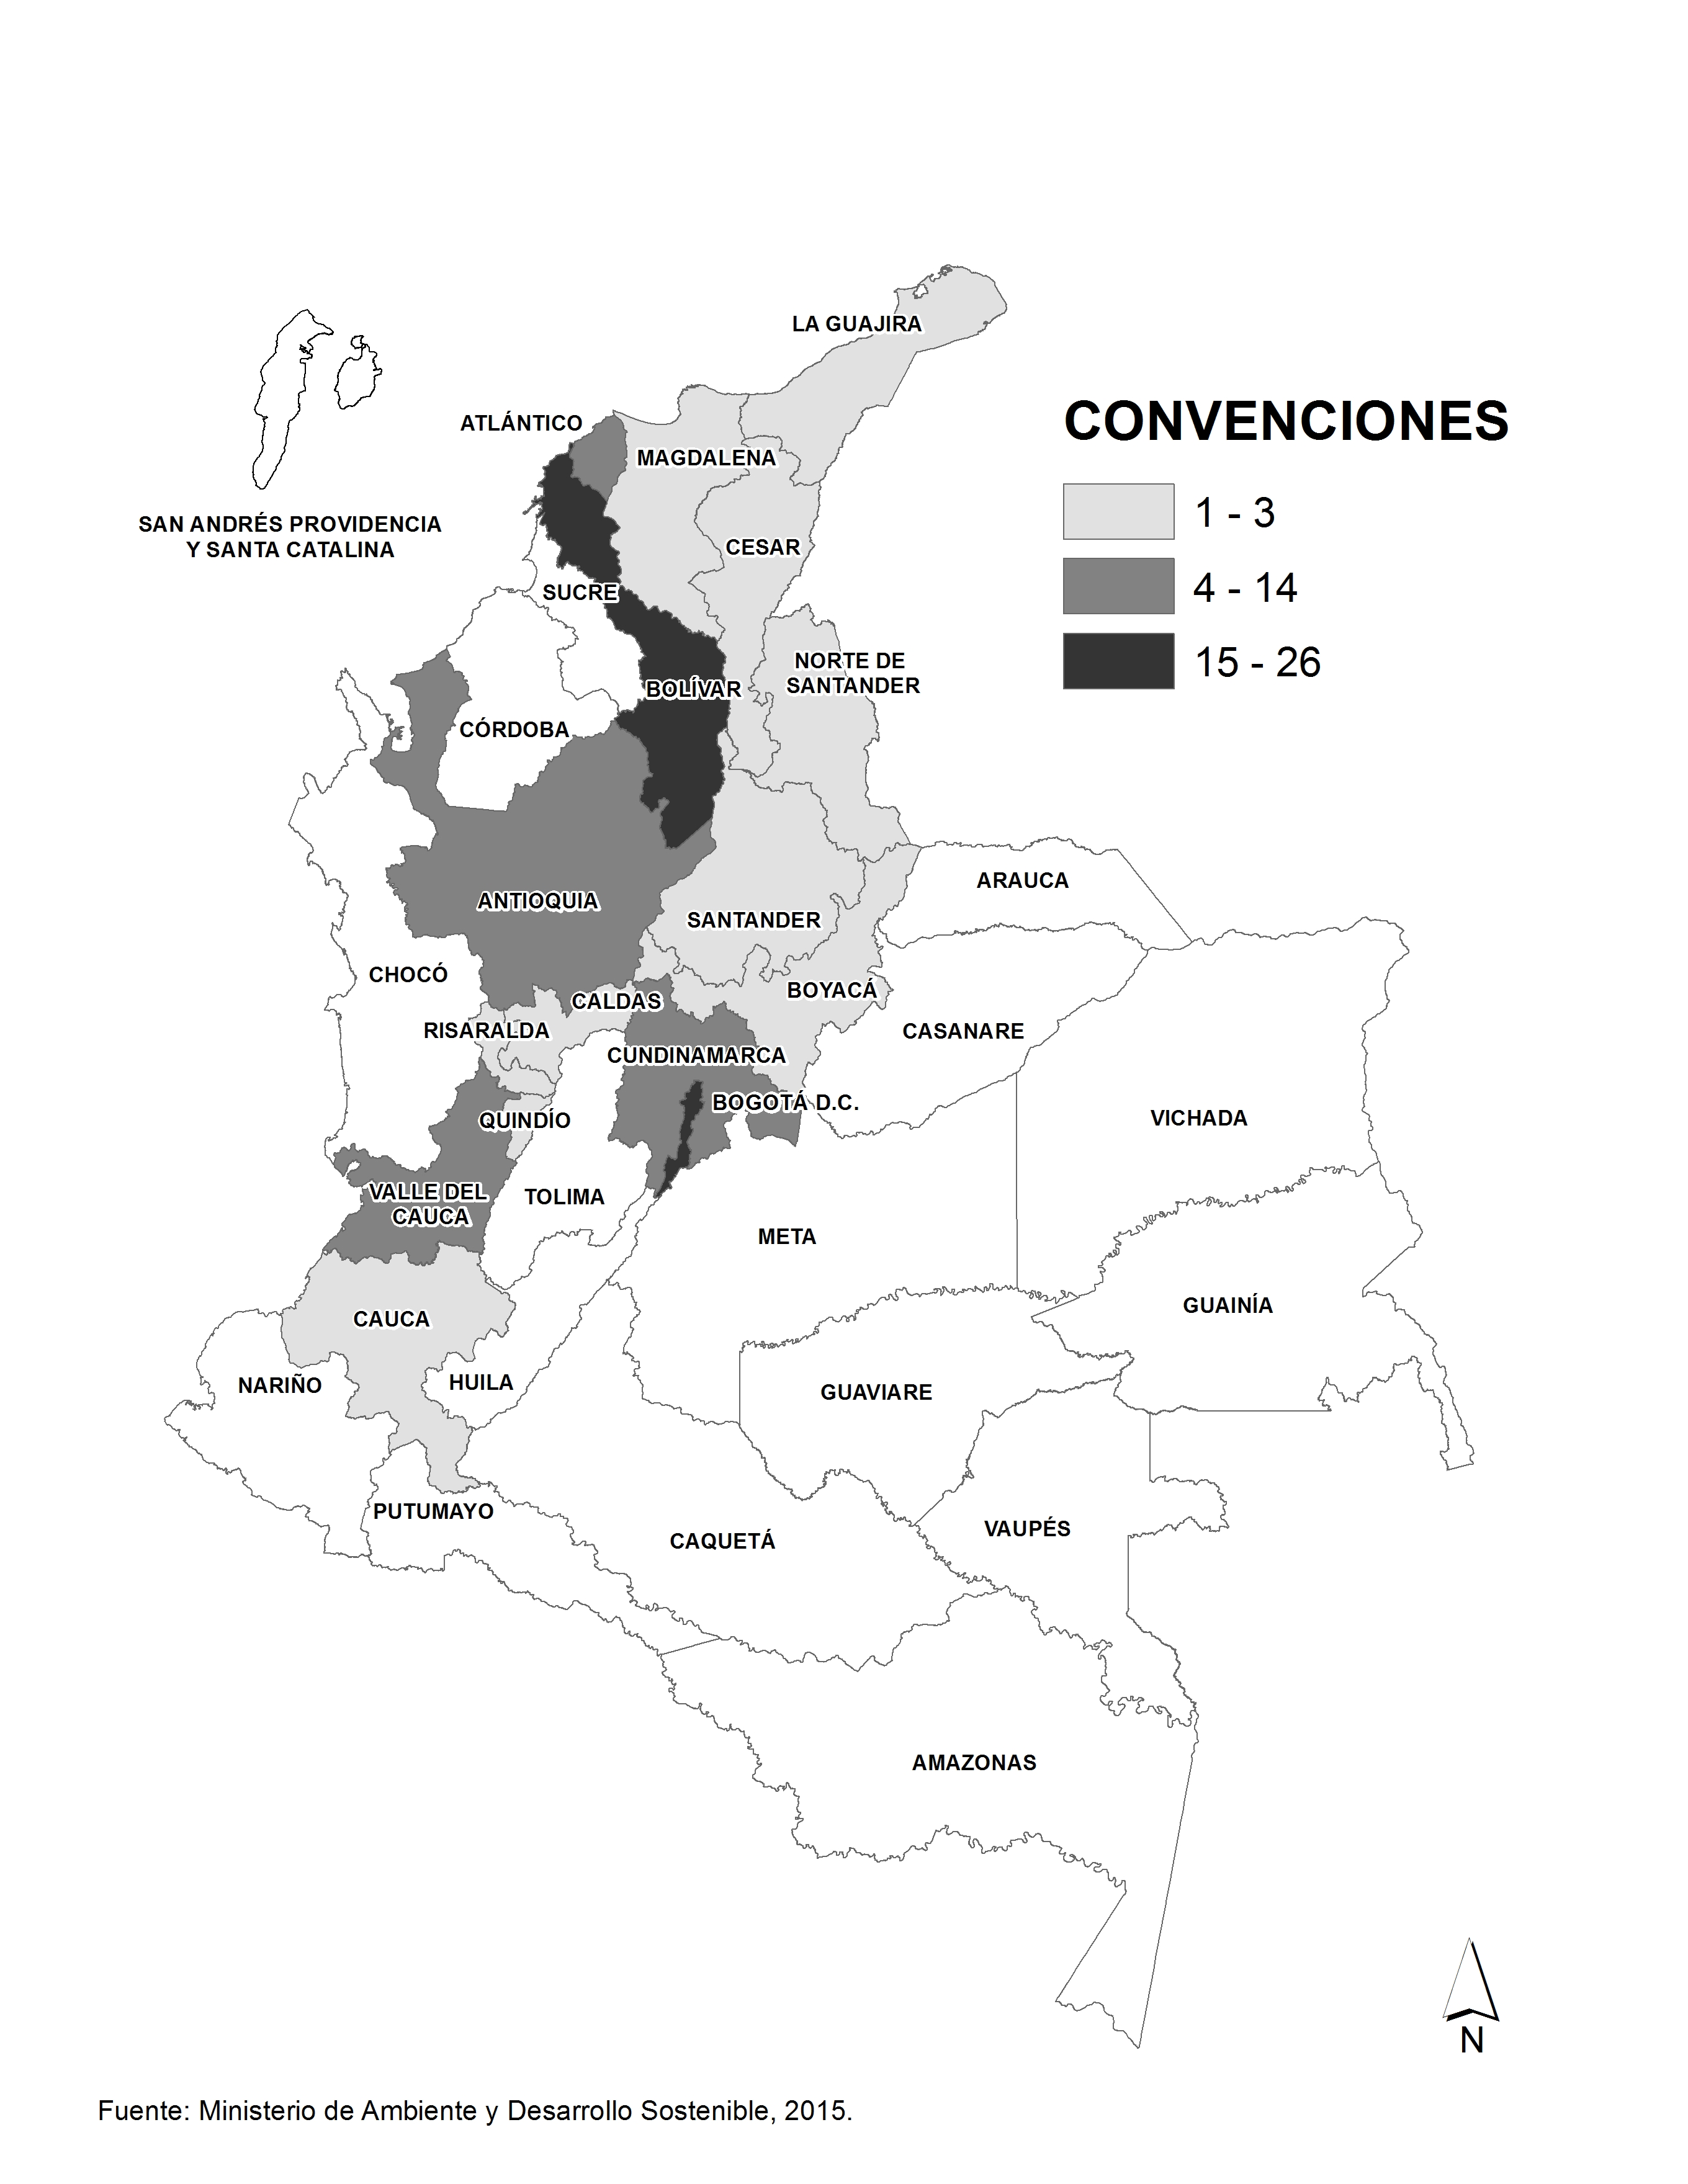 LA GUAJIRA
ATLÁNTICO
MAGDALENA
SAN ANDRÉS PROVIDENCIA
Y SANTA CATALINA
CESAR
SUCRE
NORTE DE
SANTANDER
BOLÍVAR
CÓRDOBA
ARAUCA
ANTIOQUIA
SANTANDER
CHOCÓ
BOYACÁ
CALDAS
RISARALDA
CASANARE
CUNDINAMARCA
BOGOTÁ D.C.
QUINDÍO
VICHADA
VALLE DEL
CAUCA
TOLIMA
META
GUAINÍA
CAUCA
HUILA
NARIÑO
GUAVIARE
PUTUMAYO
VAUPÉS
CAQUETÁ
AMAZONAS
CONVENCIONES
1 - 3
4 - 14
15 - 26
N
Fuente: Ministerio de Ambiente y Desarrollo Sostenible, 2015.